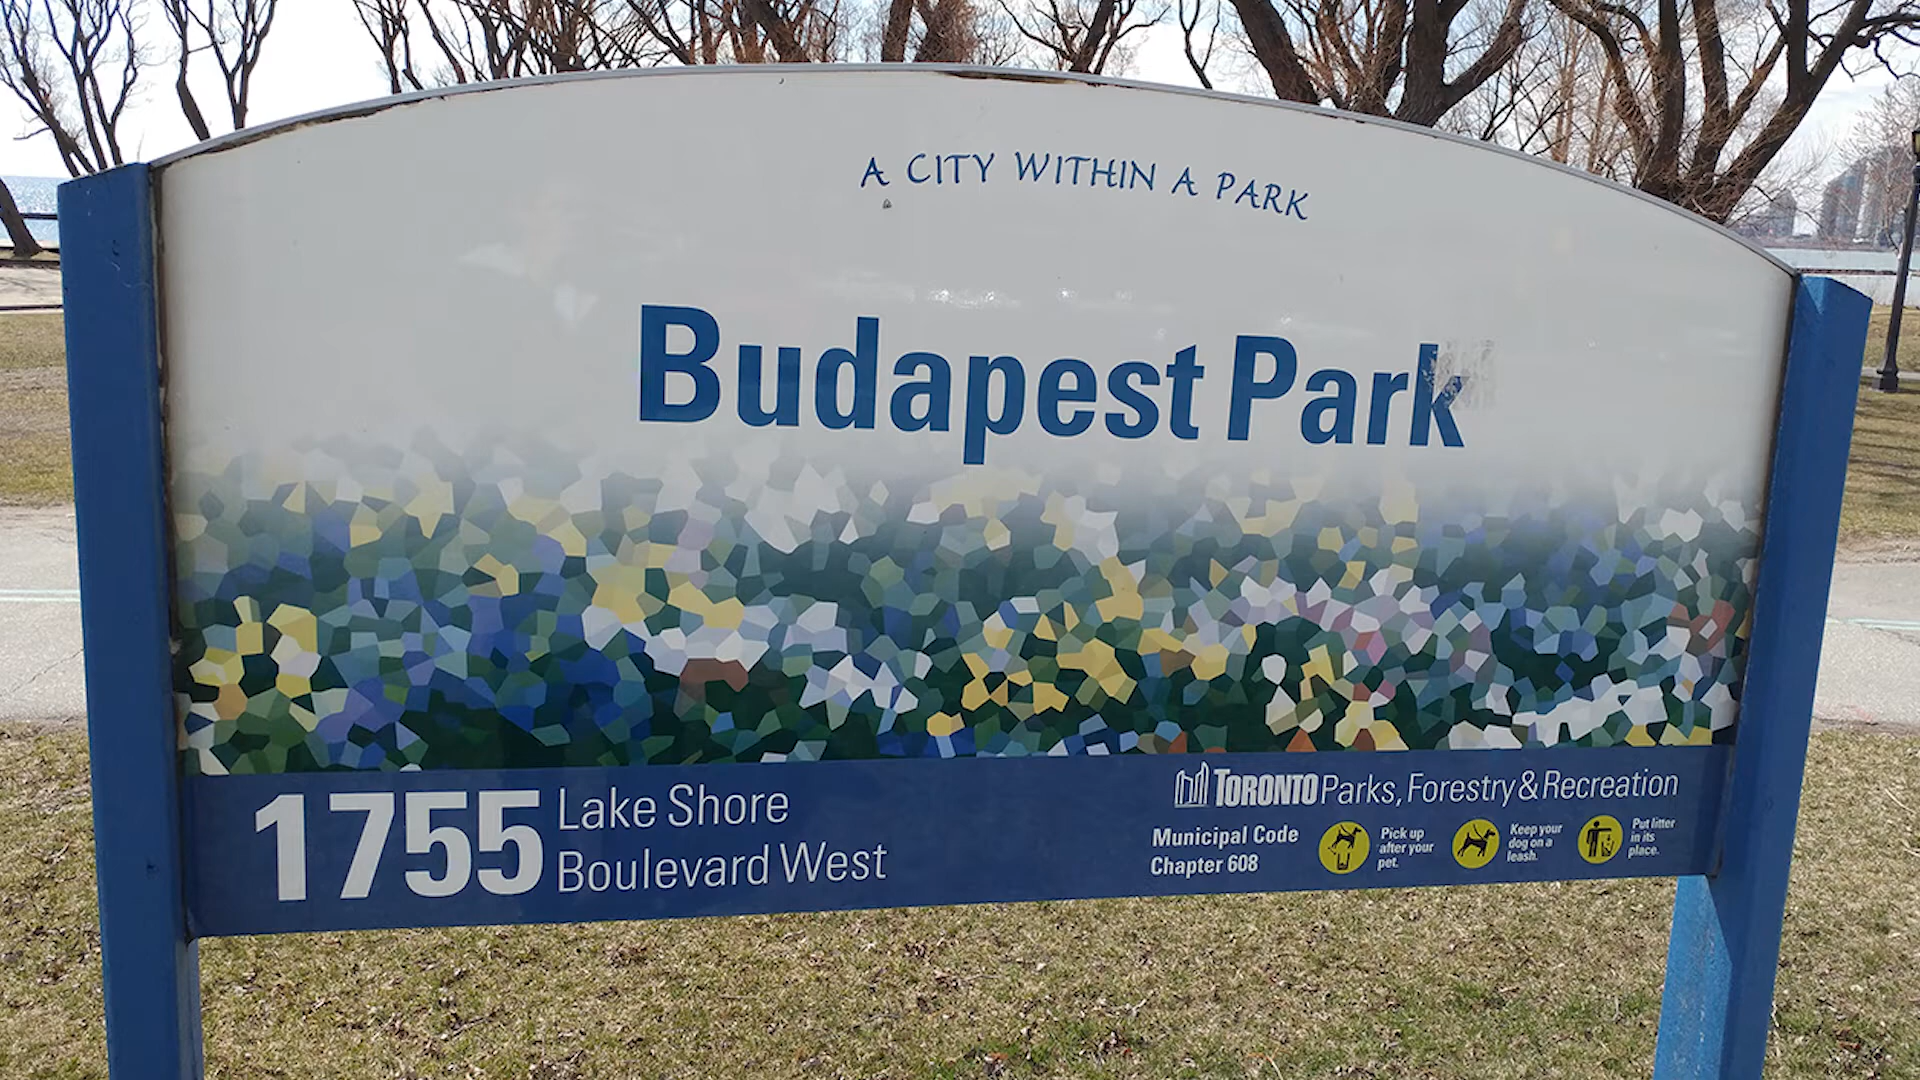 A CITY WITHIN A PARK
Budapest Park
1755 Lake Shore
Boulevard West
TORONTO Parks, Forestry & Recreation
Municipal Code
Chapter 608
Pick up
after your
pet.
Keep your
dog on a
leash.
Put litter
in its
place.